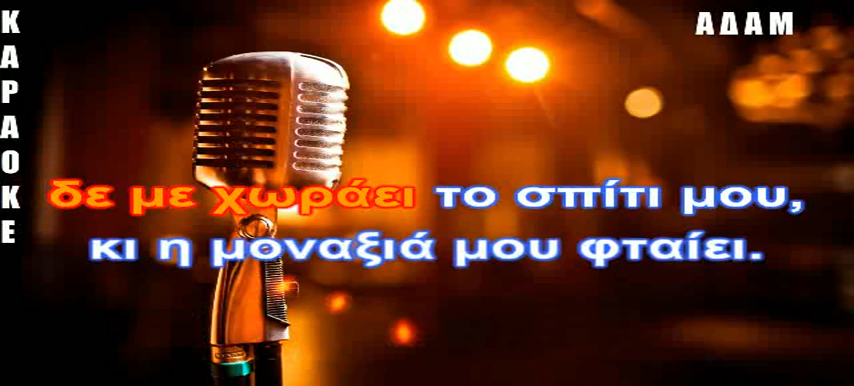 ΚΑΡΑΟΚΕ
ΑΔΑΜ
δε με χωράει το σπίτι μου,
κι η μοναξιά μου φταίει.